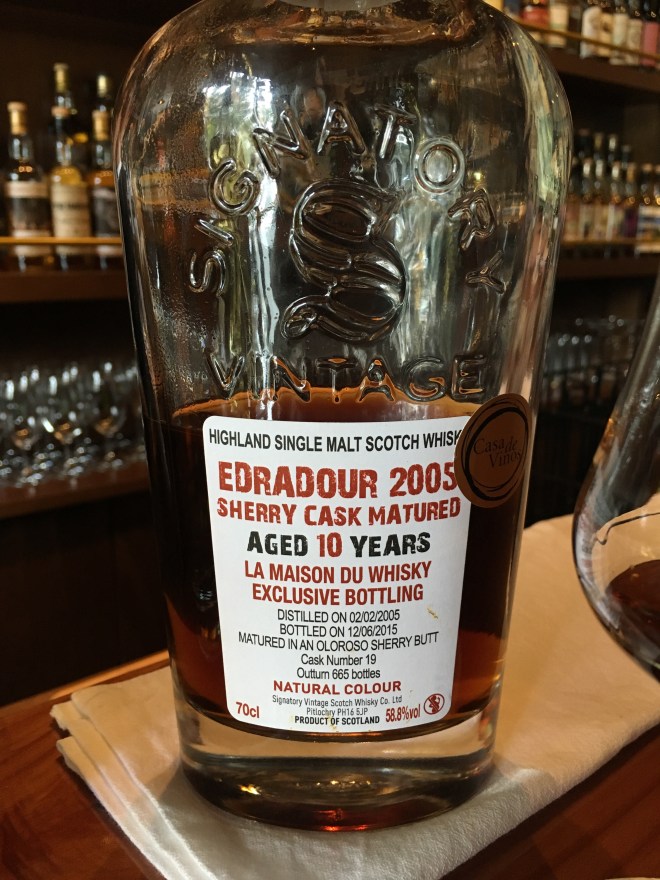 SIGNATORY
VINTAGE
HIGHLAND SINGLE MALT SCOTCH WHISK
Casa de
Vinos
EDRADOUR 2005
SHERRY CASK MATURED
AGED 10 YEARS
LA MAISON DU WHISKY
EXCLUSIVE BOTTLING
DISTILLED ON 02/02/2005
BOTTLED ON 12/06/2015
MATURED IN AN OLOROSO SHERRY BUTT
Cask Number 19
Outturn 665 bottles
NATURAL COLOUR
Signatory Vintage Scotch Whisky Co. Ltd
Pitlochry PH16 5JP
70cl PRODUCT OF SCOTLAND 58.8%vol